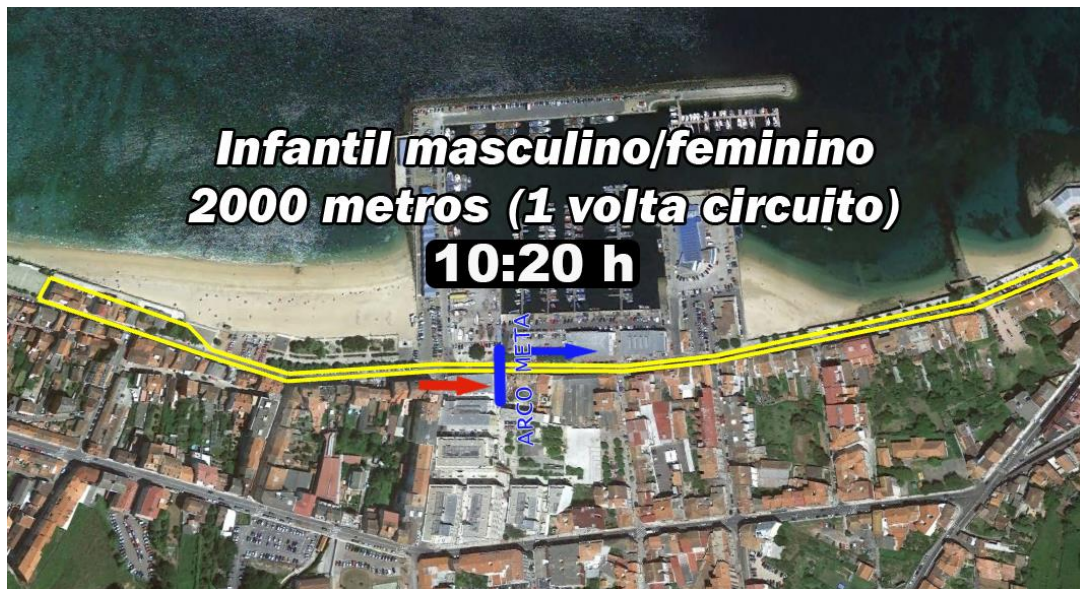 Infantil masculino/feminino
2000 metros (1 volta circuito)
10:20 h
ARCO META